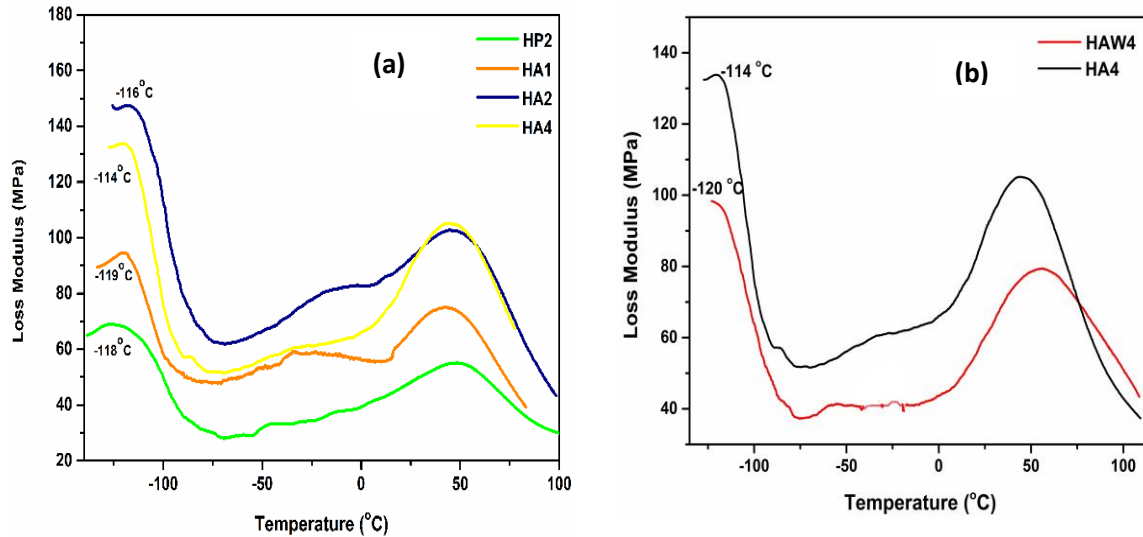 (a)
HP2
HA1
HA2
HA4
-116°C
-114°C
-119°C
-118°C
180
160
140
120
100
80
60
40
20
-100
-50
0
50
100
Loss Modulus (MPa)
Temperature (°C)
(b)
HAW4
HA4
-114 °C
-120 °C
140
120
100
80
60
40
-100
-50
0
50
100
Loss Modulus (MPa)
Temperature (°C)